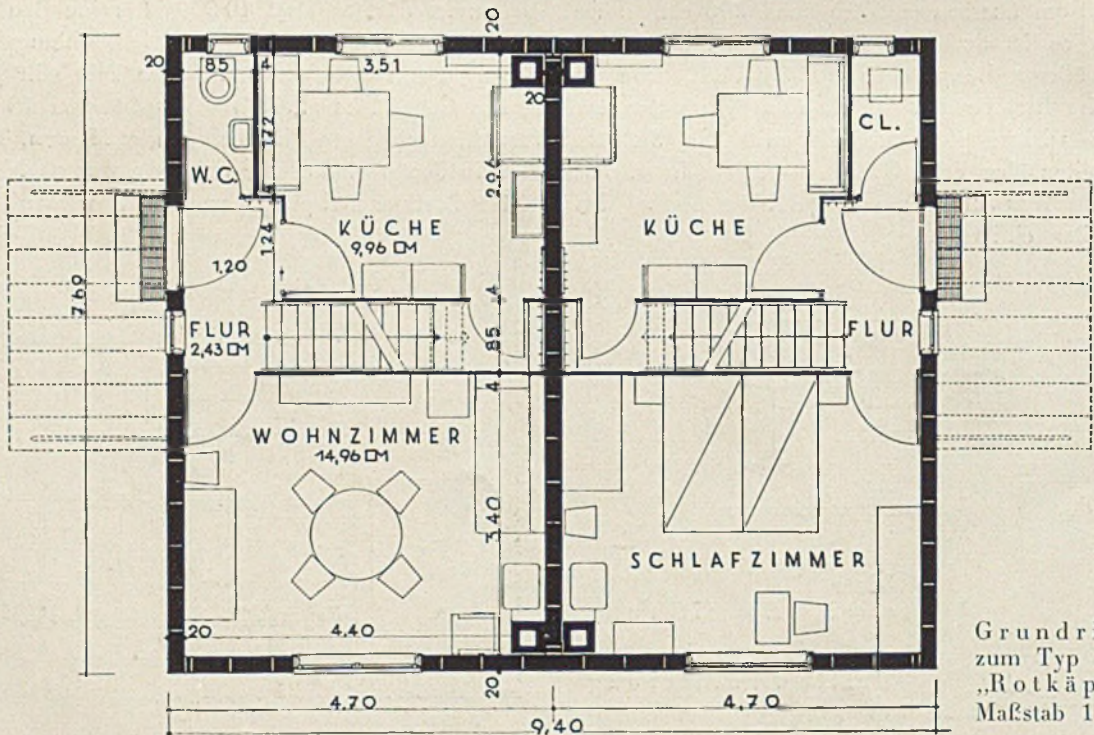 20
20
85
4
3,51
20
1,72
2,96
W.C.
CL.
4
1,24
KÜCHE
9,96 □M
KÜCHE
7,69
1,20
4
FLUR
2,43 □M
85
FLUR
4
WOHNZIMMER
14,96 □M
3,40
SCHLAFZIMMER
20
4.40
20
4.70
4,70
9,40
Grundr
zum Typ
„Rotkäp
Maßstab 1